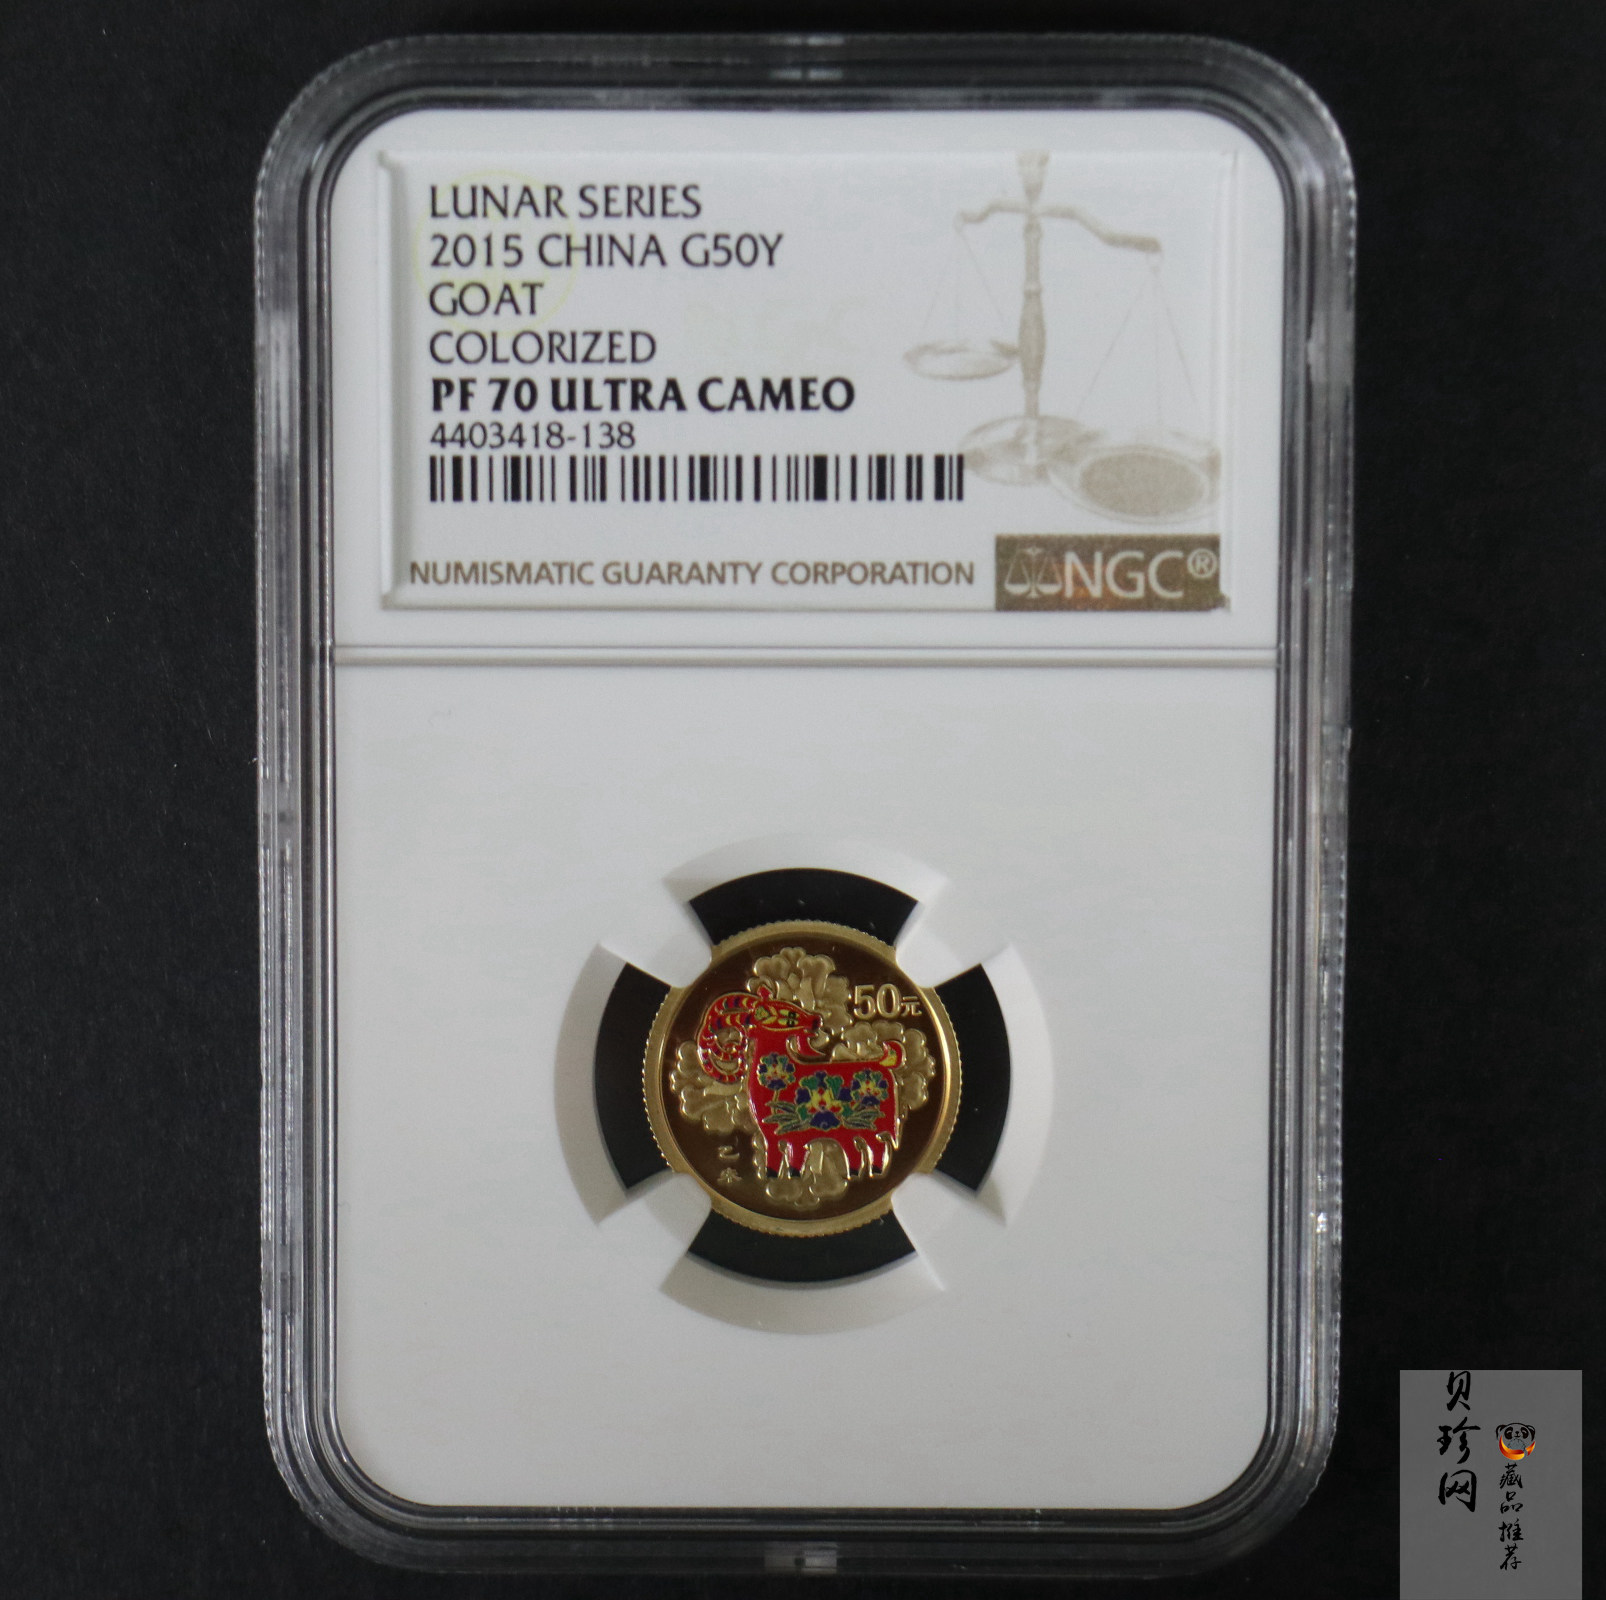 LUNAR SERIES
2015 CHINA G50Y
GOAT
COLORIZED
PF 70 ULTRA CAMEO
4403418-138
NUMISMATIC GUARANTY CORPORATION
NGC®
50元
乙
未
贝珍网
藏品推荐